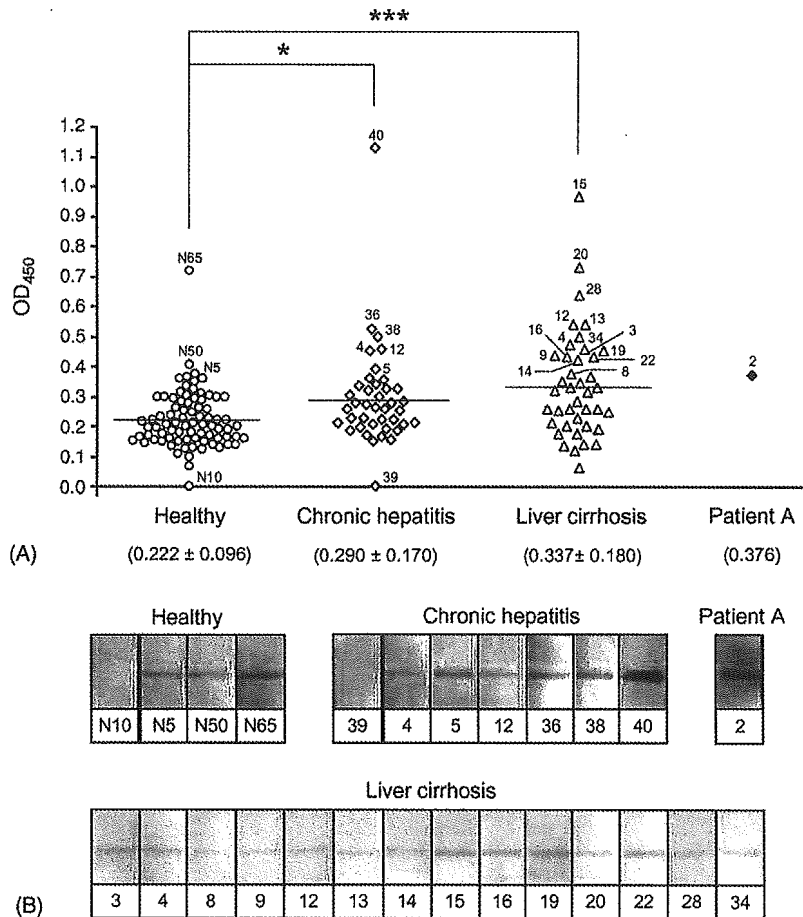 ***
*
1.2
1.1
1.0
0.9
0.8
0.7
0.6
0.5
0.4
0.3
0.2
0.1
0.0
OD450
N65
N50
N5
N10
40
36
38
4
12
5
39
15
20
28
12
13
4
34
3
16
9
19
22
14
8
2
Healthy
Chronic hepatitis
Liver cirrhosis
Patient A
(A)
(0.222 ± 0.096)
(0.290 ± 0.170)
(0.337± 0.180)
(0.376)
Healthy
Chronic hepatitis
Patient A
N10 N5 N50 N65
39 4 5 12 36 38 40
2
Liver cirrhosis
3 4 8 9 12 13 14 15 16 19 20 22 28 34
(B)